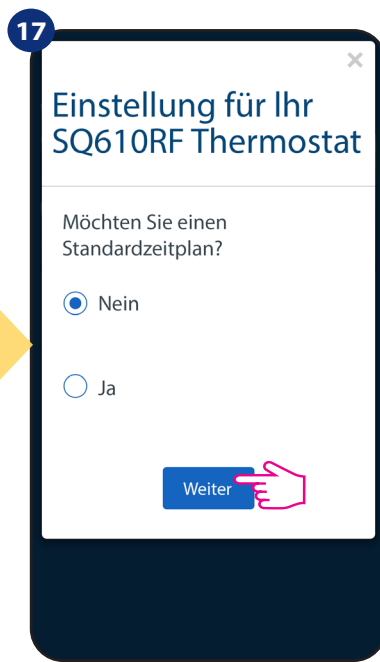 17
×
Einstellung für Ihr
SQ610RF Thermostat
Möchten Sie einen
Standardzeitplan?
Nein
Ja
Weiter